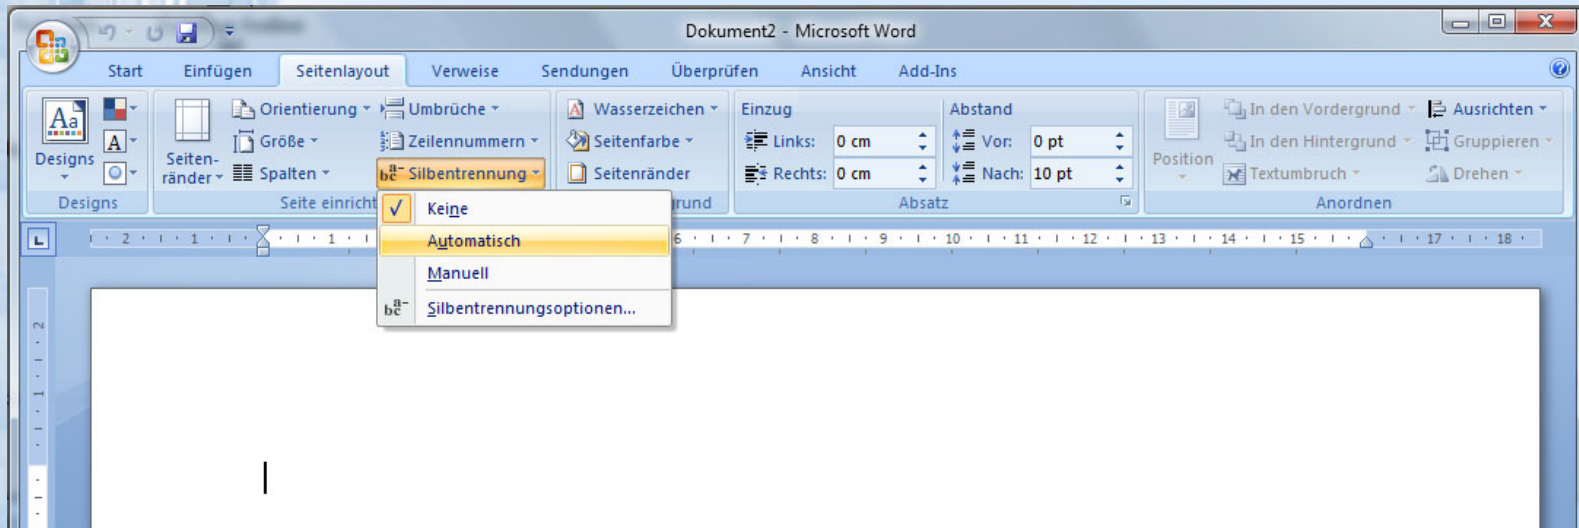 Dokument2 - Microsoft Word
Start Einfügen Seitenlayout Verweise Sendungen Überprüfen Ansicht Add-Ins
Aa Orientierung Umbrüche Wasserzeichen Einzug Abstand In den Vordergrund Ausrichten
A Größe Zeilennummern Seitenfarbe Links: 0 cm Vor: 0 pt In den Hintergrund Gruppieren
Designs Seiten-
ränder Spalten Silbentrennung Seitenränder Rechts: 0 cm Nach: 10 pt Position Textumbruch Drehen
Designs Seite einricht rund Absatz Anordnen
Keine
2 1 1 6 7 8 9 10 11 12 13 14 15 17 18
Automatisch
Manuell
Silbentrennungsoptionen...
2
1